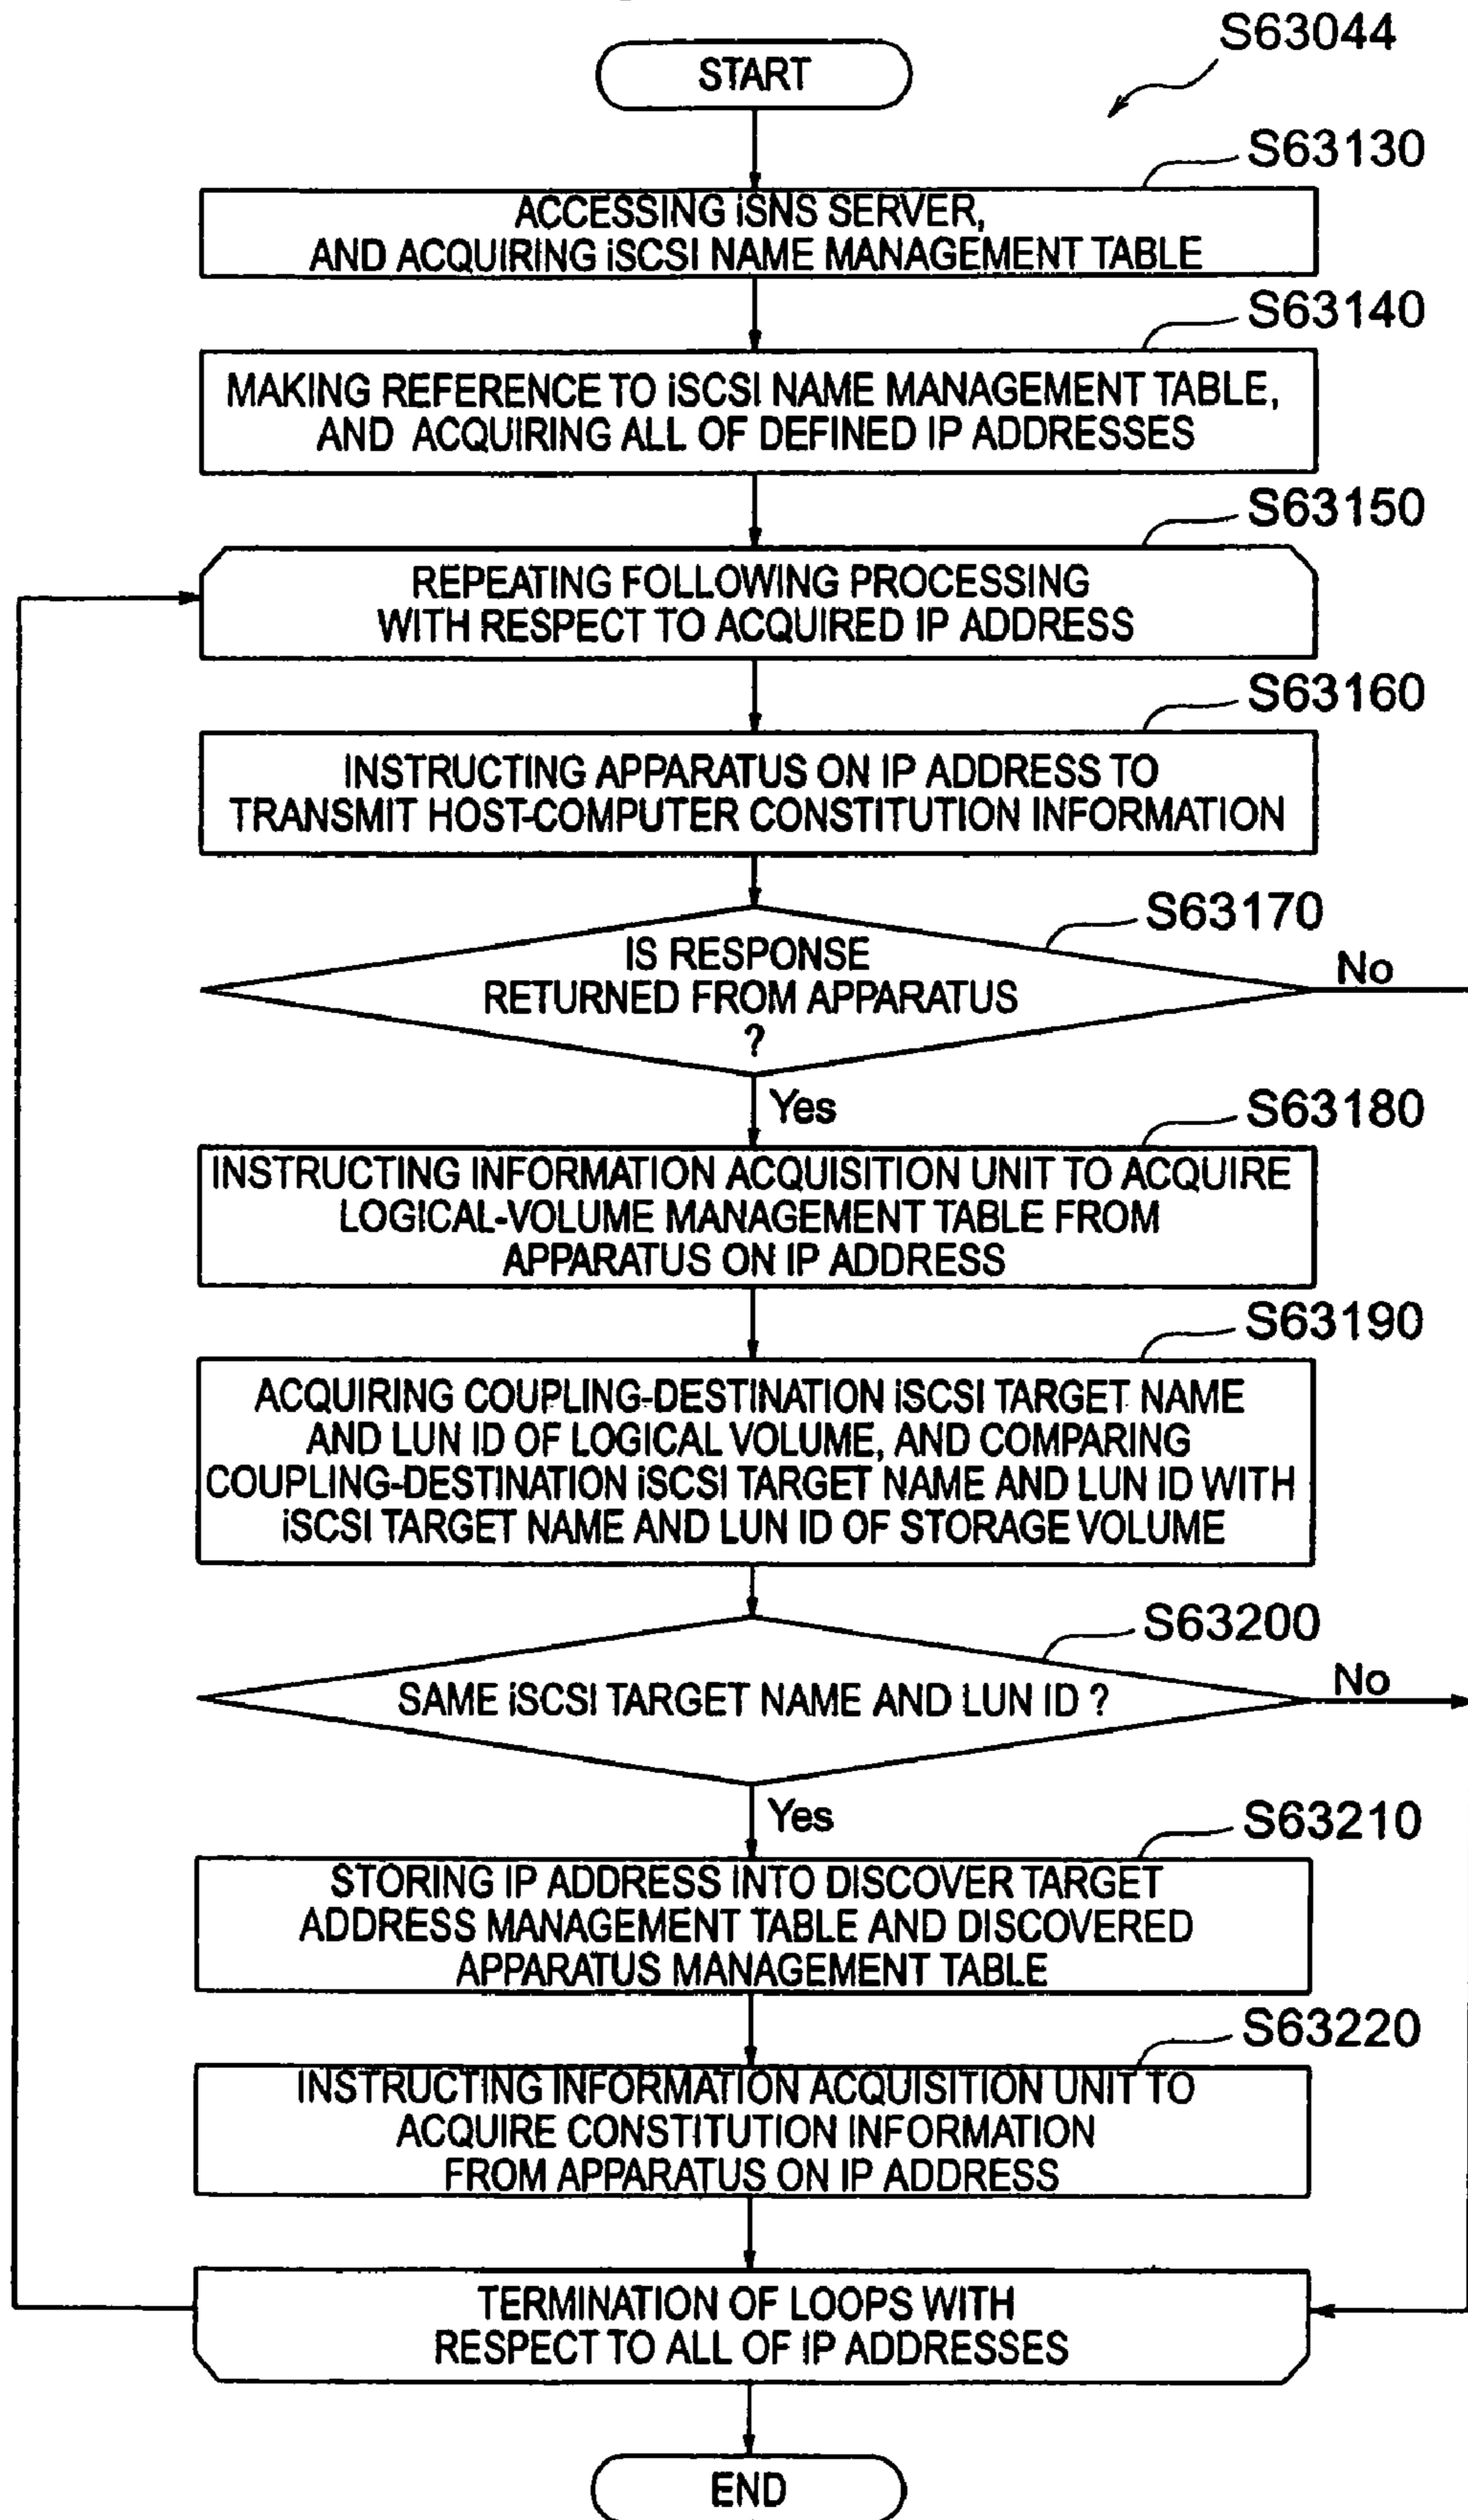 S63044
START
S63130
ACCESSING iSNS SERVER,
AND ACQUIRING iSCSI NAME MANAGEMENT TABLE
S63140
MAKING REFERENCE TO iSCSI NAME MANAGEMENT TABLE,
AND ACQUIRING ALL OF DEFINED IP ADDRESSES
S63150
REPEATING FOLLOWING PROCESSING
WITH RESPECT TO ACQUIRED IP ADDRESS
S63160
INSTRUCTING APPARATUS ON IP ADDRESS TO
TRANSMIT HOST-COMPUTER CONSTITUTION INFORMATION
S63170
IS RESPONSE
RETURNED FROM APPARATUS
?
No
Yes
S63180
INSTRUCTING INFORMATION ACQUISITION UNIT TO ACQUIRE
LOGICAL-VOLUME MANAGEMENT TABLE FROM
APPARATUS ON IP ADDRESS
S63190
ACQUIRING COUPLING-DESTINATION iSCSI TARGET NAME
AND LUN ID OF LOGICAL VOLUME, AND COMPARING
COUPLING-DESTINATION iSCSI TARGET NAME AND LUN ID WITH
iSCSI TARGET NAME AND LUN ID OF STORAGE VOLUME
S63200
SAME iSCSI TARGET NAME AND LUN ID ?
No
Yes
S63210
STORING IP ADDRESS INTO DISCOVER TARGET
ADDRESS MANAGEMENT TABLE AND DISCOVERED
APPARATUS MANAGEMENT TABLE
S63220
INSTRUCTING INFORMATION ACQUISITION UNIT TO
ACQUIRE CONSTITUTION INFORMATION
FROM APPARATUS ON IP ADDRESS
TERMINATION OF LOOPS WITH
RESPECT TO ALL OF IP ADDRESSES
END